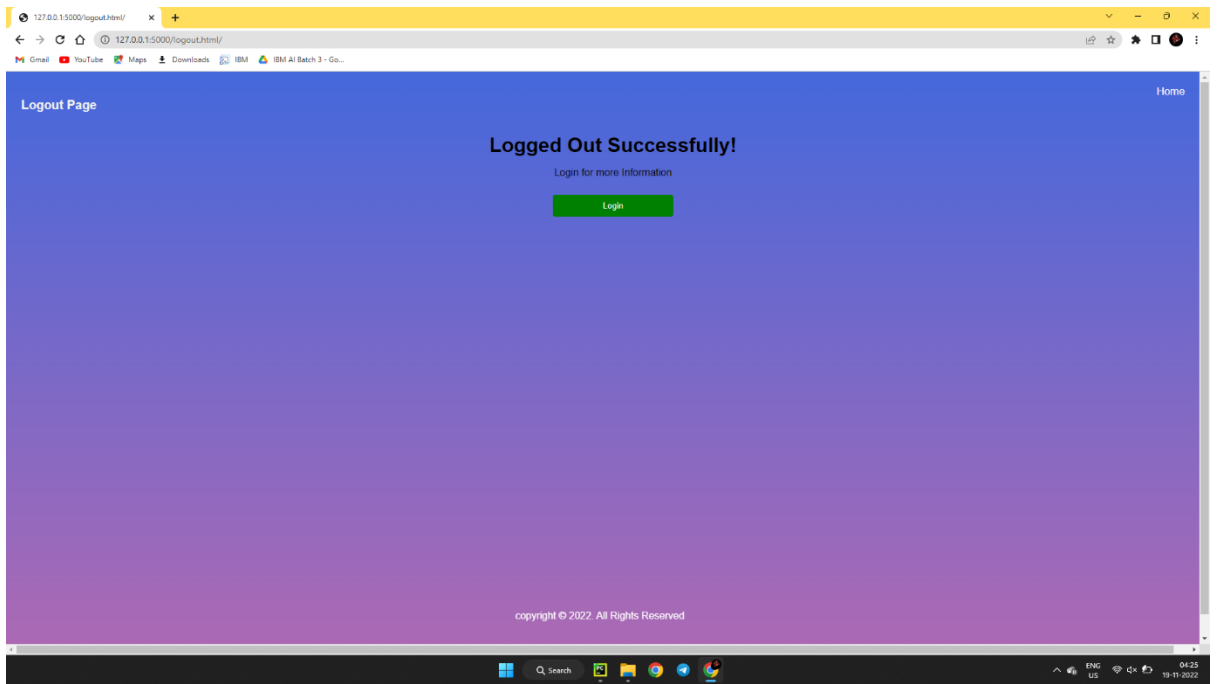 127.0.0.1:5000/logout.html/
127.0.0.1:5000/logout.html/
Gmail YouTube Maps Downloads IBM IBM AI Batch 3 - Go...
Home
Logout Page
Logged Out Successfully!
Login for more Information
Login
copyright © 2022. All Rights Reserved
Search
ENG
US
04:25
19-11-2022